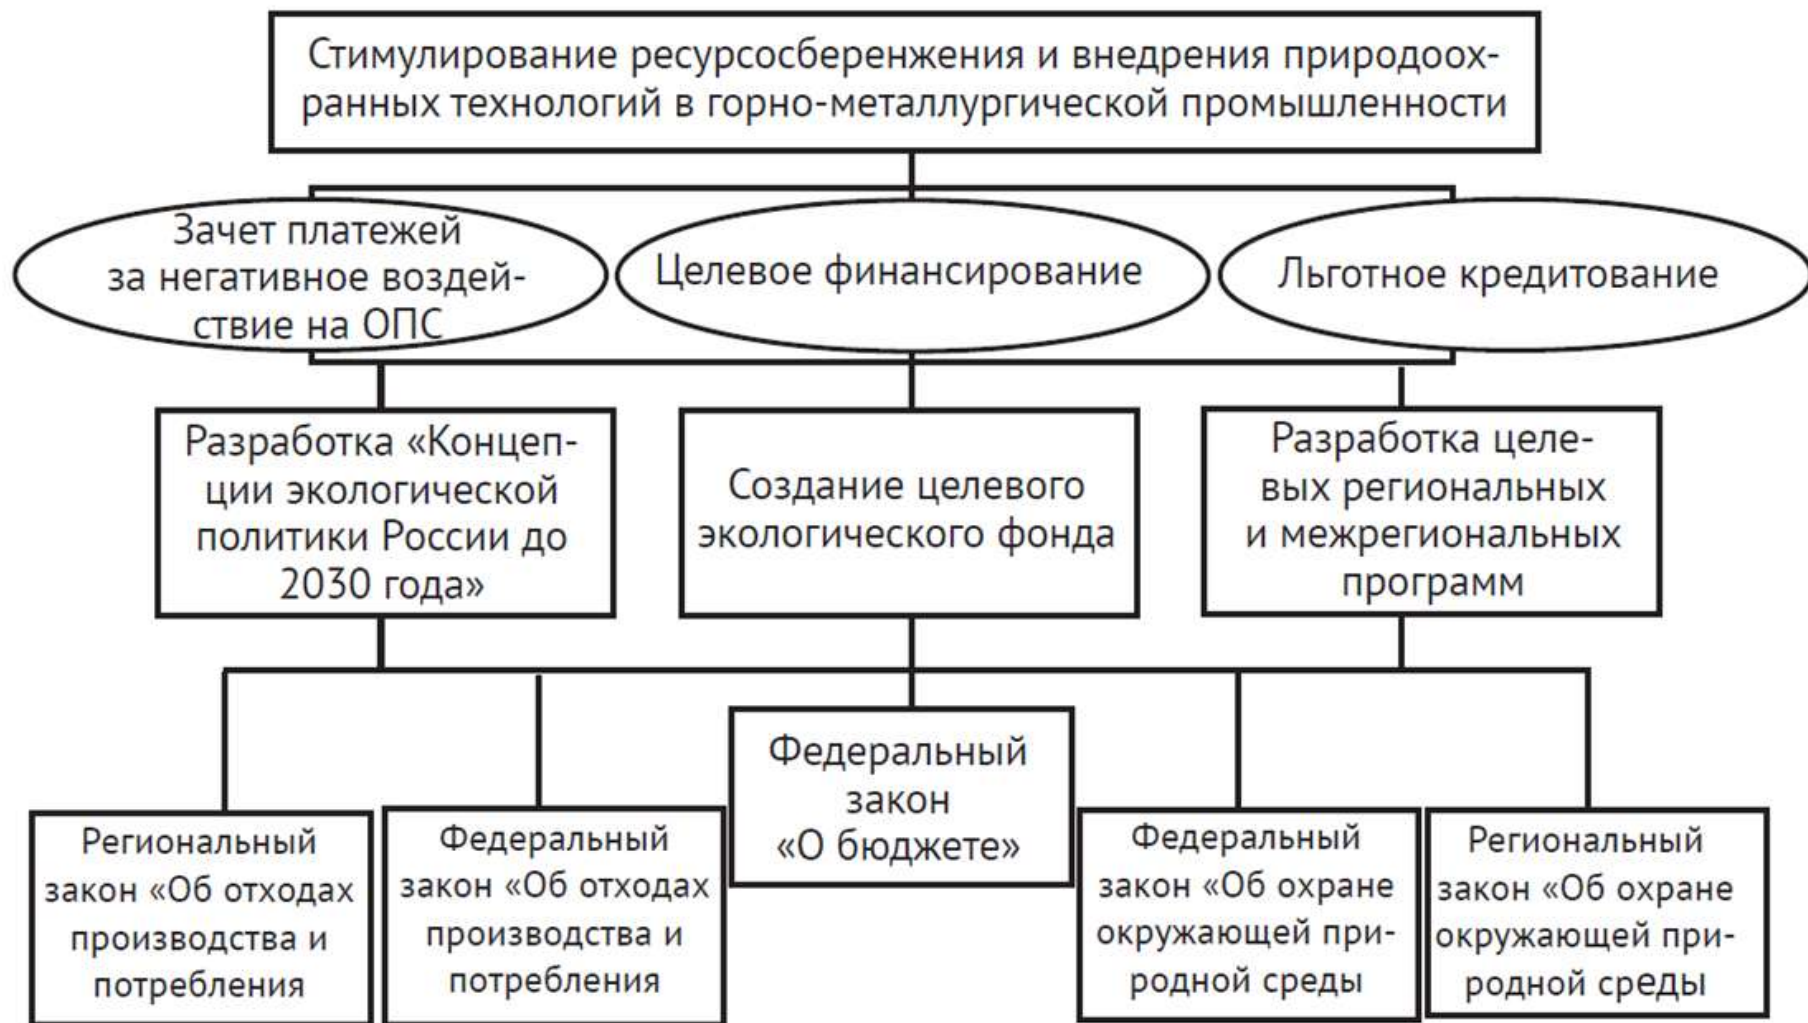 Стимулирование ресурсосберенжения и внедрения природоох-
ранных технологий в горно-металлургической промышленности
Зачет платежей
за негативное воздей-
ствие на ОПС
Целевое финансирование
Льготное кредитование
Разработка «Концеп-
ции экологической
политики России до
2030 года»
Создание целевого
экологического фонда
Разработка целе-
вых региональных
и межрегиональных
программ
Региональный
закон «Об отходах
производства и
потребления
Федеральный
закон «Об отходах
производства и
потребления
Федеральный
закон
«О бюджете»
Федеральный
закон «Об охране
окружающей при-
родной среды
Региональный
закон «Об охране
окружающей при-
родной среды